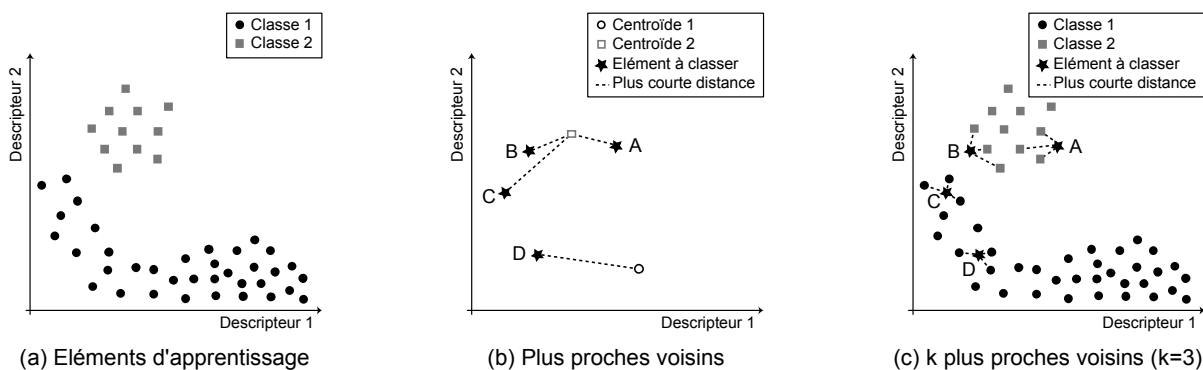 Classe 1
Classe 2
Descripteur 2
Descripteur 1
(a) Eléments d'apprentissage
Centroïde 1
Centroïde 2
Elément à classer
Plus courte distance
Descripteur 2
B
A
C
D
Descripteur 1
(b) Plus proches voisins
Classe 1
Classe 2
Elément à classer
Plus courte distance
Descripteur 2
B
A
C
D
Descripteur 1
(c) k plus proches voisins (k=3)